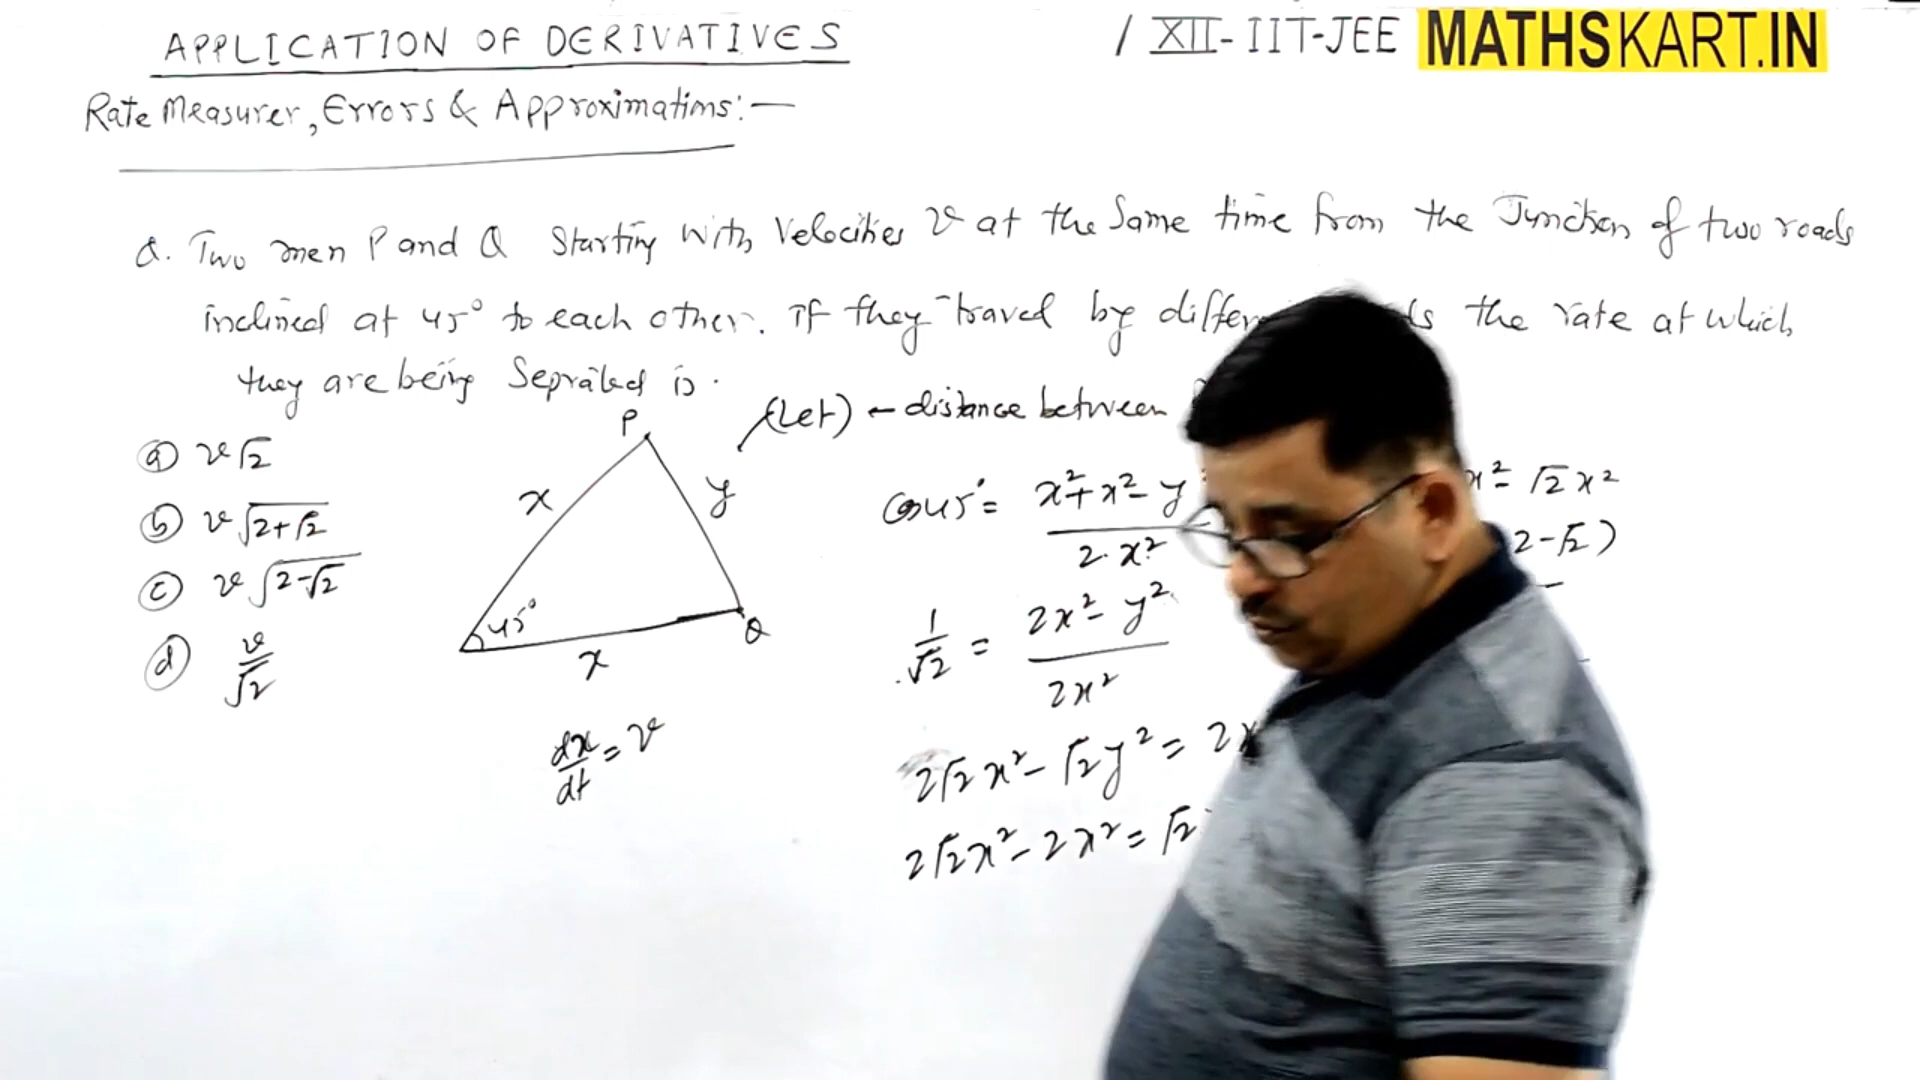 APPLICATION OF DERIVATIVES
/ XII-IIT-JEE MATHSKART.IN
Rate Measurer, Errors & Approximations:—
Q. Two men P and Q Starting with Velocities v at the Same time from the Junction of two roads
inclined at 45° to each other. If they travel by the rate at which
they are being Seprated is.
(Let) – distance between
(a) v√2
(b) v√(2+√2)
(c) v√(2-√2)
(d) v/√2
P
x
y
45°
x
Q
dx/dt = v
cos45° = x²+x²-y / 2·x²
1/√2 = 2x²-y² / 2x²
2√2x²-√2y² = 2x
2√2x²-2x² = √2
x²-√2x²
2-√2)